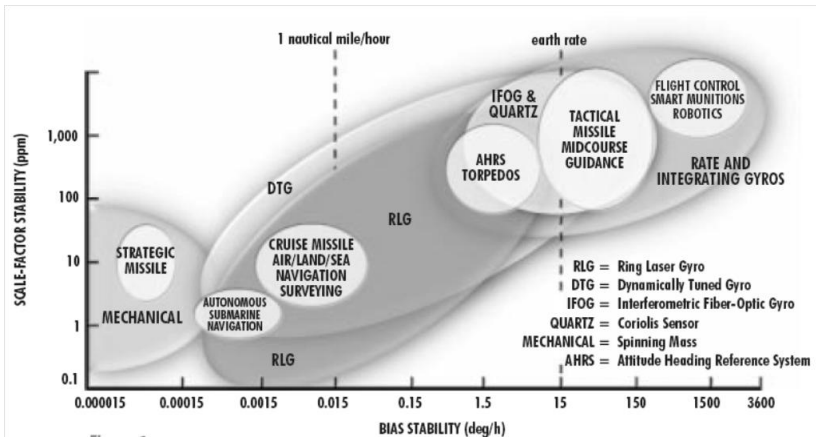 1 nautical mile/hour
earth rate
SCALE-FACTOR STABILITY (ppm)
1,000
100
10
1
0.1
IFOG &
QUARTZ
FLIGHT CONTROL
SMART MUNITIONS
ROBOTICS
TACTICAL
MISSILE
MIDCOURSE
GUIDANCE
AHRS
TORPEDOS
RATE AND
INTEGRATING GYROS
DTG
RLG
STRATEGIC
MISSILE
CRUISE MISSILE
AIR/LAND/SEA
NAVIGATION
SURVEYING
MECHANICAL
AUTONOMOUS
SUBMARINE
NAVIGATION
RLG
RLG = Ring Laser Gyro
DTG = Dynamically Tuned Gyro
IFOG = Interferometric Fiber-Optic Gyro
QUARTZ = Coriolis Sensor
MECHANICAL = Spinning Mass
AHRS = Attitude Heading Reference System
0.000015 0.00015 0.0015 0.015 0.15 1.5 15 150 1500 3600
BIAS STABILITY (deg/h)